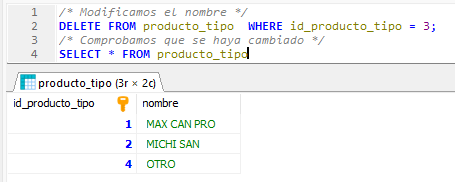 1 /* Modificamos el nombre */
2 DELETE FROM producto_tipo  WHERE id_producto_tipo = 3;
3 /* Comprobamos que se haya cambiado */
4 SELECT * FROM producto_tipo
producto_tipo (3r × 2c)
id_producto_tipo nombre
1 MAX CAN PRO
2 MICHI SAN
4 OTRO